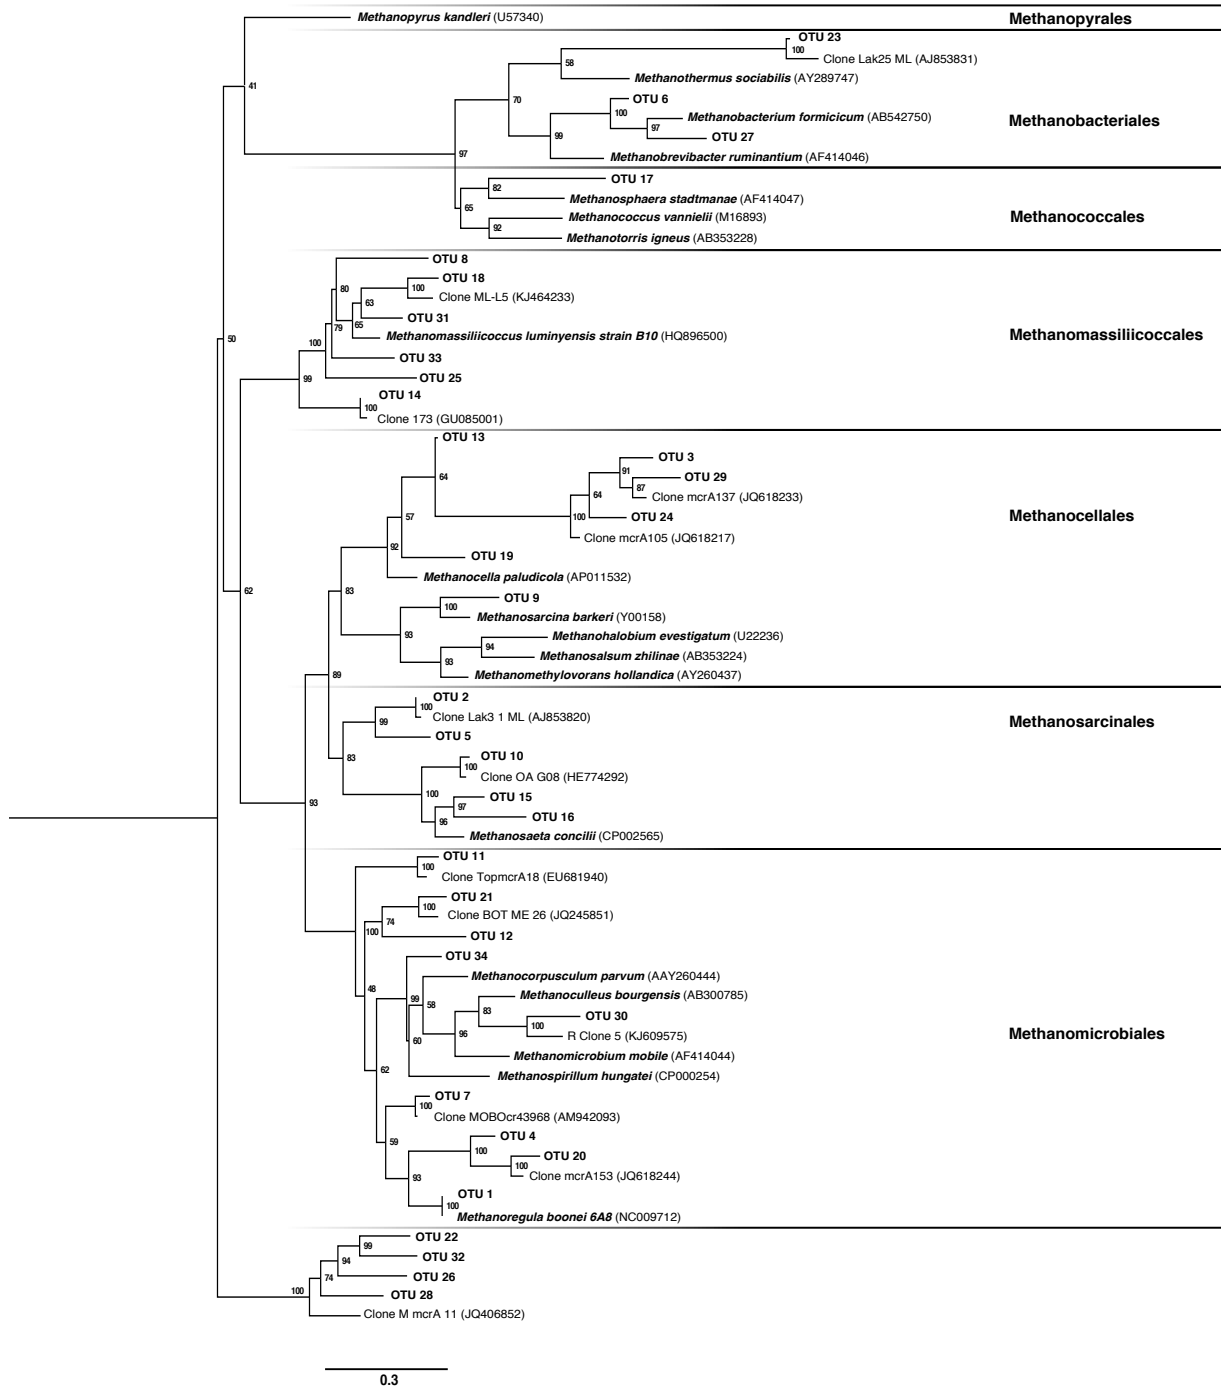 Methanopyrus kandleri (U57340)
Methanopyrales
OTU 23
100
Clone Lak25 ML (AJ853831)
58
Methanothermus sociabilis (AY289747)
41
OTU 6
70
100
Methanobacterium formicicum (AB542750)
Methanobacteriales
97
99
OTU 27
97
Methanobrevibacter ruminantium (AF414046)
OTU 17
82
Methanosphaera stadtmanae (AF414047)
65
Methanococcus vannielii (M16893)
Methanococcales
92
Methanotorris igneus (AB353228)
OTU 8
OTU 18
80
100
Clone ML-L5 (KJ464233)
63
OTU 31
79
65
Methanomassiliicoccus luminyensis strain B10 (HQ896500)
Methanomassiliicoccales
50
100
OTU 33
99
OTU 25
OTU 14
100
Clone 173 (GU085001)
OTU 13
OTU 3
91
64
OTU 29
87
64
Clone mcrA137 (JQ618233)
57
100
OTU 24
Methanocellales
Clone mcrA105 (JQ618217)
92
OTU 19
Methanocella paludicola (AP011532)
62
83
OTU 9
100
Methanosarcina barkeri (Y00158)
93
Methanohalobium evestigatum (U22236)
94
Methanosalsum zhilinae (AB353224)
93
Methanomethylovorans hollandica (AY260437)
89
OTU 2
100
Clone Lak3 1 ML (AJ853820)
Methanosarcinales
99
OTU 5
83
OTU 10
100
Clone OA G08 (HE774292)
100
OTU 15
93
97
OTU 16
96
Methanosaeta concilii (CP002565)
OTU 11
100
Clone TopmcrA18 (EU681940)
OTU 21
100
Clone BOT ME 26 (JQ245851)
74
100
OTU 12
OTU 34
Methanocorpusculum parvum (AAY260444)
48
99
58
Methanoculleus bourgensis (AB300785)
83
OTU 30
100
R Clone 5 (KJ609575)
Methanomicrobiales
96
60
Methanomicrobium mobile (AF414044)
62
Methanospirillum hungatei (CP000254)
OTU 7
100
Clone MOBOcr43968 (AM942093)
OTU 4
59
100
OTU 20
100
Clone mcrA153 (JQ618244)
93
OTU 1
100
Methanoregula boonei 6A8 (NC009712)
OTU 22
99
OTU 32
94
OTU 26
74
100
OTU 28
Clone M mcrA 11 (JQ406852)
0.3